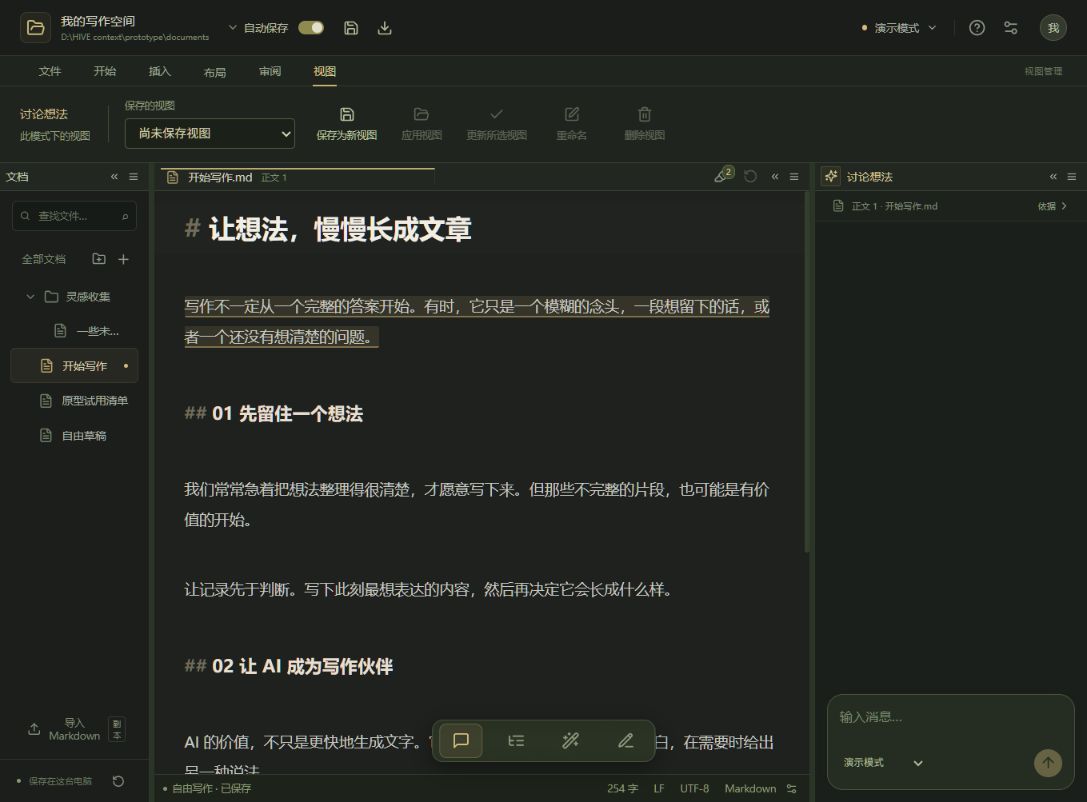 我的写作空间
D:\HIVE context\prototype\documents
自动保存
演示模式
我
文件 开始 插入 布局 审阅 视图
视图管理
讨论想法
此模式下的视图
保存的视图
尚未保存视图
保存为新视图 应用视图 更新所选视图 重命名 删除视图
文档
查找文件...
全部文档
灵感收集
一些未...
开始写作
原型试用清单
自由草稿
导入
Markdown
副
本
保存在这台电脑
开始写作.md 正文 1
2
# 让想法，慢慢长成文章
写作不一定从一个完整的答案开始。有时，它只是一个模糊的念头，一段想留下的话，或
者一个还没有想清楚的问题。
## 01 先留住一个想法
我们常常急着把想法整理得很清楚，才愿意写下来。但那些不完整的片段，也可能是有价
值的开始。
让记录先于判断。写下此刻最想表达的内容，然后再决定它会长成什么样。
## 02 让 AI 成为写作伙伴
AI 的价值，不只是更快地生成文字。
白，在需要时给出
另一种说法
自由写作 · 已保存
254 字 LF UTF-8 Markdown
讨论想法
正文 1 · 开始写作.md
依据
输入消息...
演示模式